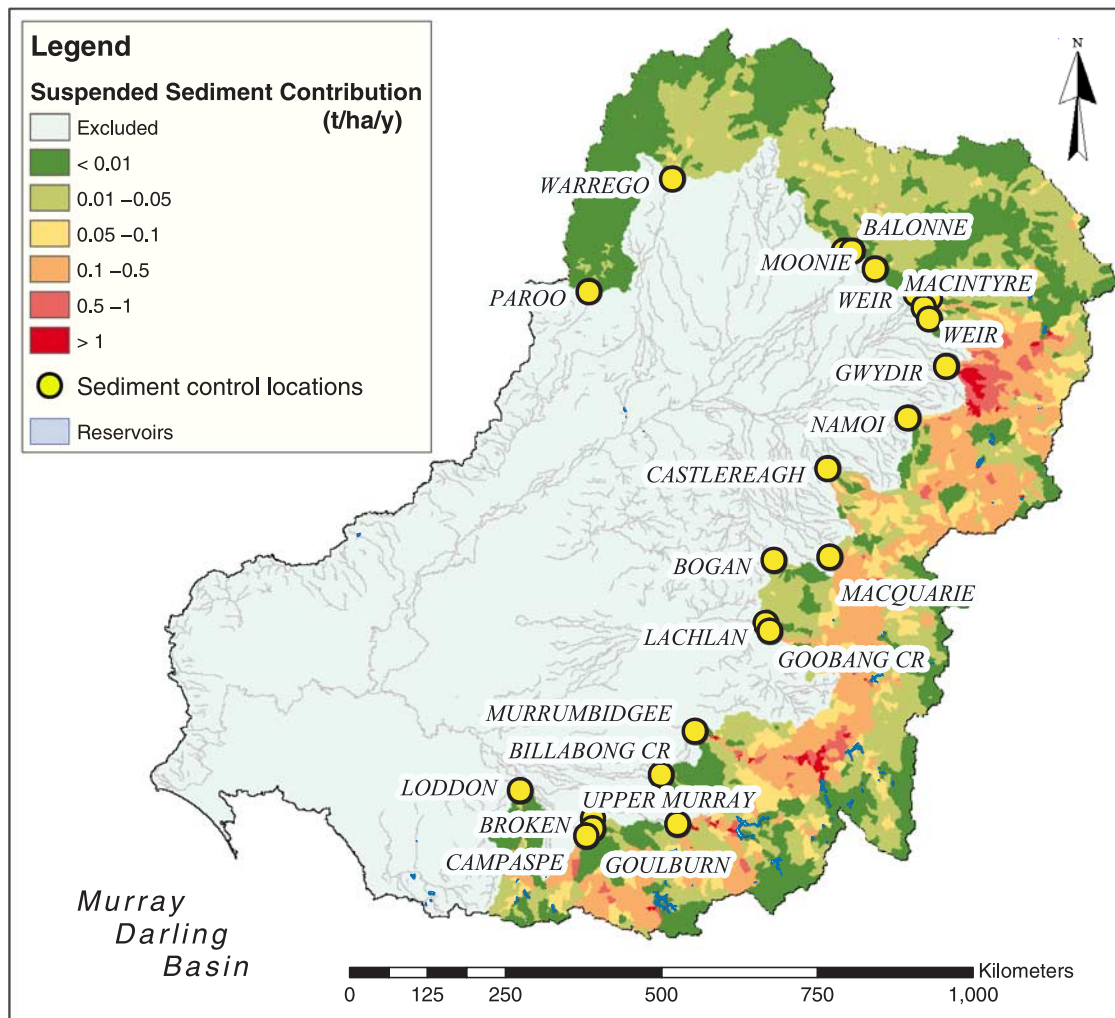 Legend
Suspended Sediment Contribution
(t/ha/y)
Excluded
< 0.01
0.01 –0.05
0.05 –0.1
0.1 –0.5
0.5 -1
> 1
Sediment control locations
Reservoirs
N
WARREGO
BALONNE
MOONIE
PAROO
WEIR
MACINTYRE
WEIR
GWYDIR
NAMOI
CASTLEREAGH
BOGAN
MACQUARIE
LACHLAN
GOOBANG CR
MURRUMBIDGEE
BILLABONG CR
LODDON
UPPER MURRAY
BROKEN
CAMPASPE
GOULBURN
Murray
Darling
Basin
Kilometers
0 125 500 750 1,000